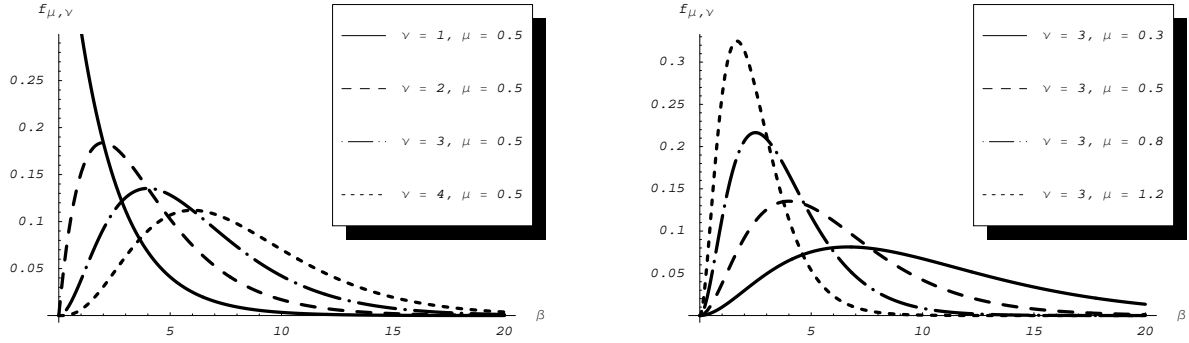 fμ,ν
0.25
0.2
0.15
0.1
0.05
5
10
15
20
β
ν = 1, μ = 0.5
ν = 2, μ = 0.5
ν = 3, μ = 0.5
ν = 4, μ = 0.5
fμ,ν
0.3
0.25
0.2
0.15
0.1
0.05
5
10
15
20
β
ν = 3, μ = 0.3
ν = 3, μ = 0.5
ν = 3, μ = 0.8
ν = 3, μ = 1.2